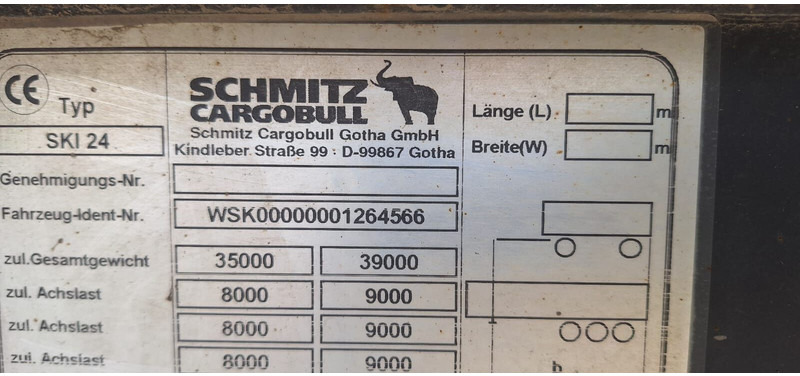 CE
Typ
SKI 24
SCHMITZ
CARGOBULL
Schmitz Cargobull Gotha GmbH
Kindleber Straße 99 : D-99867 Gotha
Länge (L)
m
Breite(W)
m
Genehmigungs-Nr.
Fahrzeug-Ident-Nr. WSK00000001264566
zul.Gesamtgewicht 35000 39000
zul. Achslast 8000 9000
zul. Achslast 8000 9000
zul. Achslast 8000 9000
h